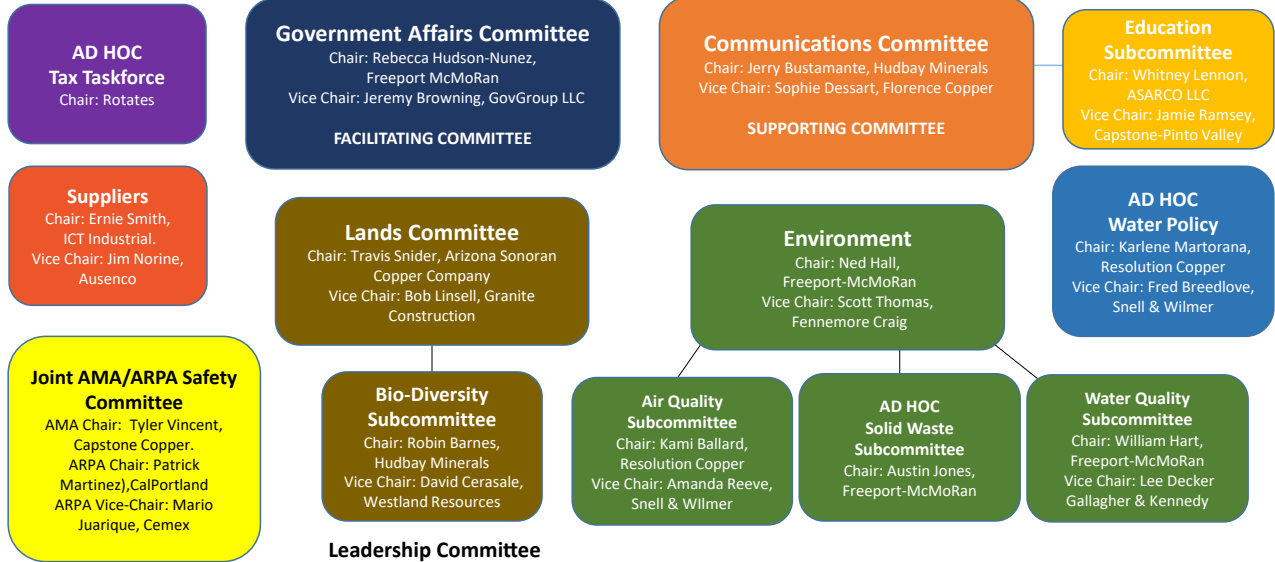 AD HOC
Tax Taskforce
Chair: Rotates
Government Affairs Committee
Chair: Rebecca Hudson-Nunez,
Freeport McMoRan
Vice Chair: Jeremy Browning, GovGroup LLC
FACILITATING COMMITTEE
Communications Committee
Chair: Jerry Bustamante, Hudbay Minerals
Vice Chair: Sophie Dessart, Florence Copper
SUPPORTING COMMITTEE
Education
Subcommittee
Chair: Whitney Lennon,
ASARCO LLC
Vice Chair: Jamie Ramsey,
Capstone-Pinto Valley
Suppliers
Chair: Ernie Smith,
ICT Industrial.
Vice Chair: Jim Norine,
Ausenco
Lands Committee
Chair: Travis Snider, Arizona Sonoran
Copper Company
Vice Chair: Bob Linsell, Granite
Construction
Environment
Chair: Ned Hall,
Freeport-McMoRan
Vice Chair: Scott Thomas,
Fennemore Craig
AD HOC
Water Policy
Chair: Karlene Martorana,
Resolution Copper
Vice Chair: Fred Breedlove,
Snell & Wilmer
Joint AMA/ARPA Safety
Committee
AMA Chair:  Tyler Vincent,
Capstone Copper.
ARPA Chair: Patrick
Martinez),CalPortland
ARPA Vice-Chair: Mario
Juarique, Cemex
Bio-Diversity
Subcommittee
Chair: Robin Barnes,
Hudbay Minerals
Vice Chair: David Cerasale,
Westland Resources
Air Quality
Subcommittee
Chair: Kami Ballard,
Resolution Copper
Vice Chair: Amanda Reeve,
Snell & WIlmer
AD HOC
Solid Waste
Subcommittee
Chair: Austin Jones,
Freeport-McMoRan
Water Quality
Subcommittee
Chair: William Hart,
Freeport-McMoRan
Vice Chair: Lee Decker
Gallagher & Kennedy
Leadership Committee